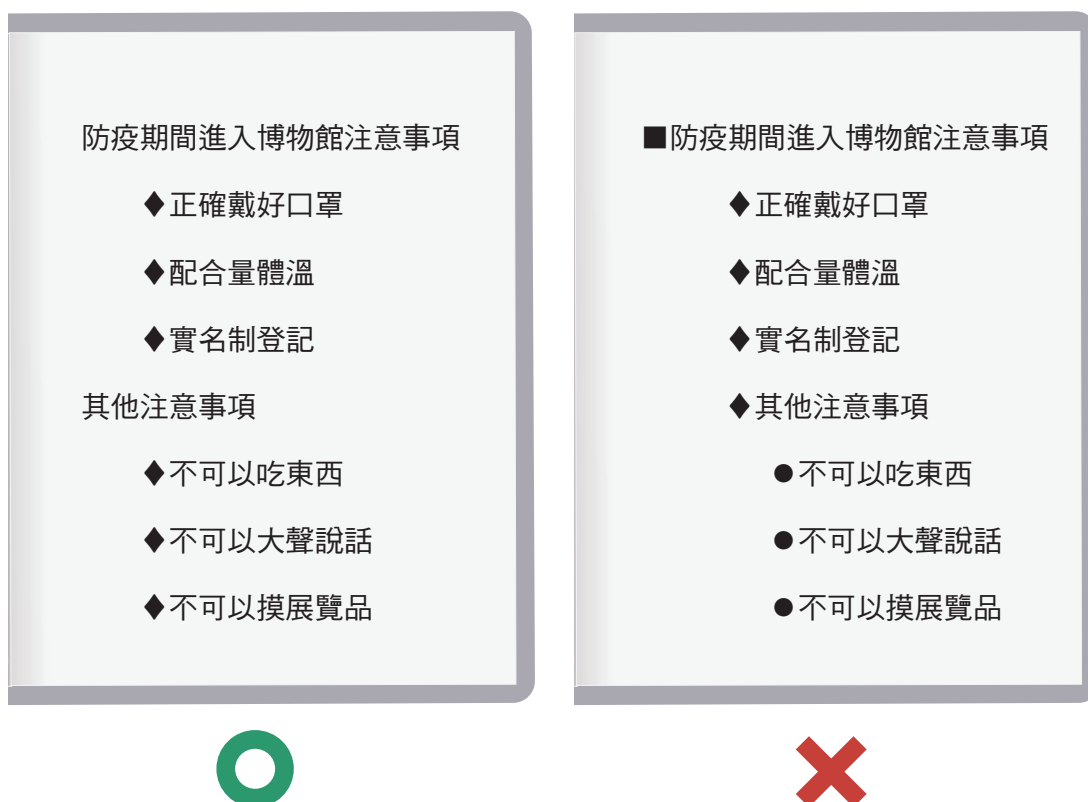 防疫期間進入博物館注意事項
♦正確戴好口罩
♦配合量體溫
♦實名制登記
其他注意事項
♦不可以吃東西
♦不可以大聲說話
♦不可以摸展覽品
■防疫期間進入博物館注意事項
♦正確戴好口罩
♦配合量體溫
♦實名制登記
♦其他注意事項
●不可以吃東西
●不可以大聲說話
●不可以摸展覽品